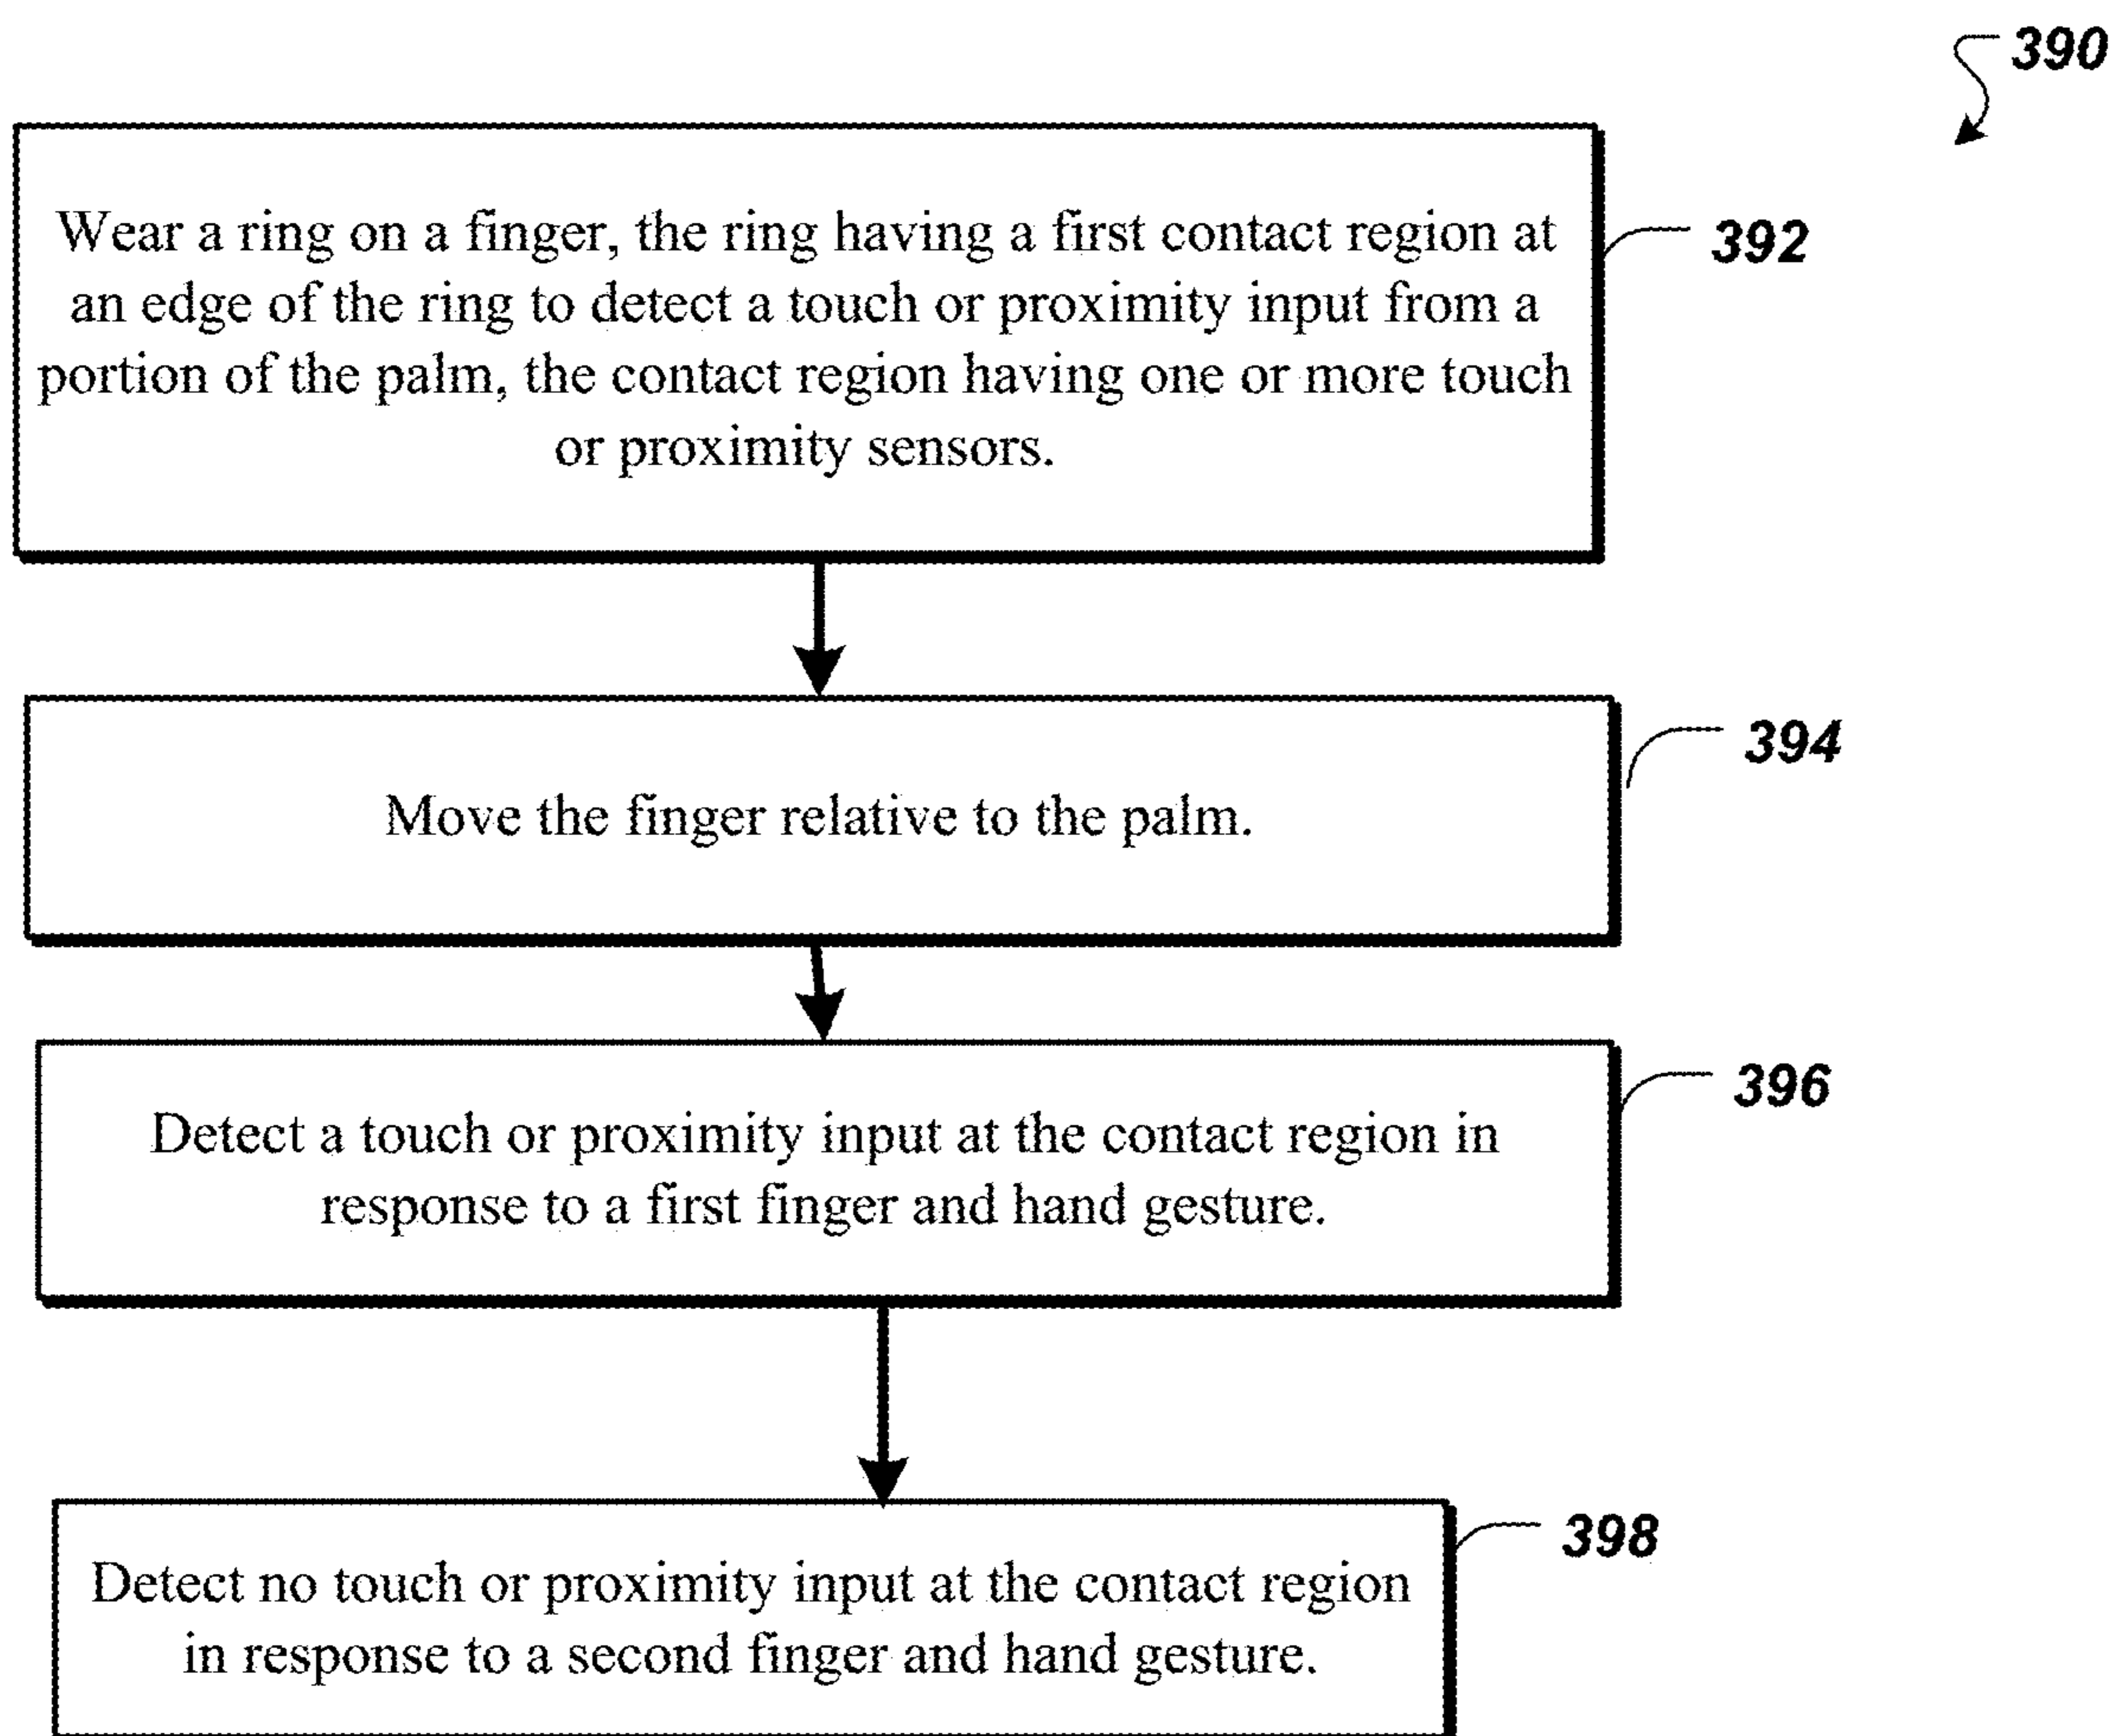 390
Wear a ring on a finger, the ring having a first contact region at
an edge of the ring to detect a touch or proximity input from a
portion of the palm, the contact region having one or more touch
or proximity sensors.
392
Move the finger relative to the palm.
394
Detect a touch or proximity input at the contact region in
response to a first finger and hand gesture.
396
Detect no touch or proximity input at the contact region
in response to a second finger and hand gesture.
398